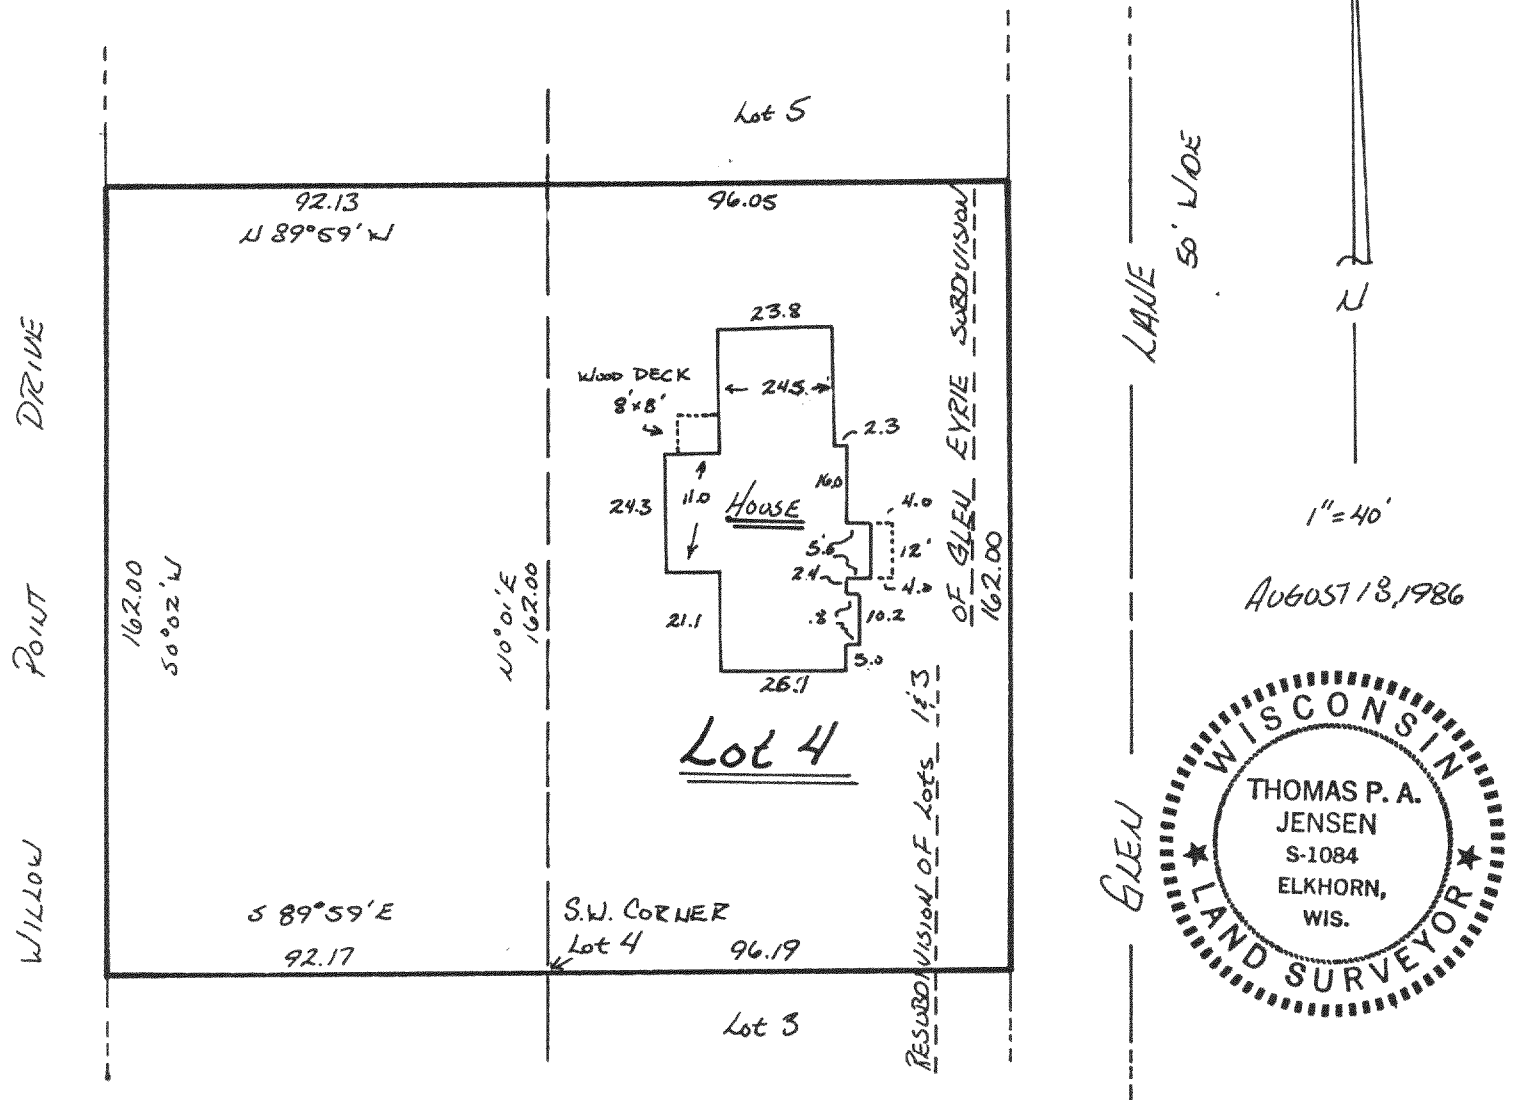 Lot 5
92.13
N 89°59' W
96.05
50' WDE
DRIVE
POINT
WILLOW
162.00
S0°02'W
N0°01'E
162.00
23.8
WOOD DECK
8'x8'
24.5
2.3
16.0
24.3
11.0
HOUSE
4.0
5.6
12'
2.4
4.0
.8
10.2
21.1
5.0
26.1
Lot 4
162.00
RESUBDIVISION OF Lots 1&3
OF GLEN EYRIE SUBDIVISION
GLEN LANE
N
1"=40'
AUGUST 18, 1986
S 89°59' E
92.17
S.W. CORNER
Lot 4
96.19
Lot 3
WISCONSIN
THOMAS P. A.
JENSEN
S-1084
ELKHORN,
WIS.
LAND SURVEYOR